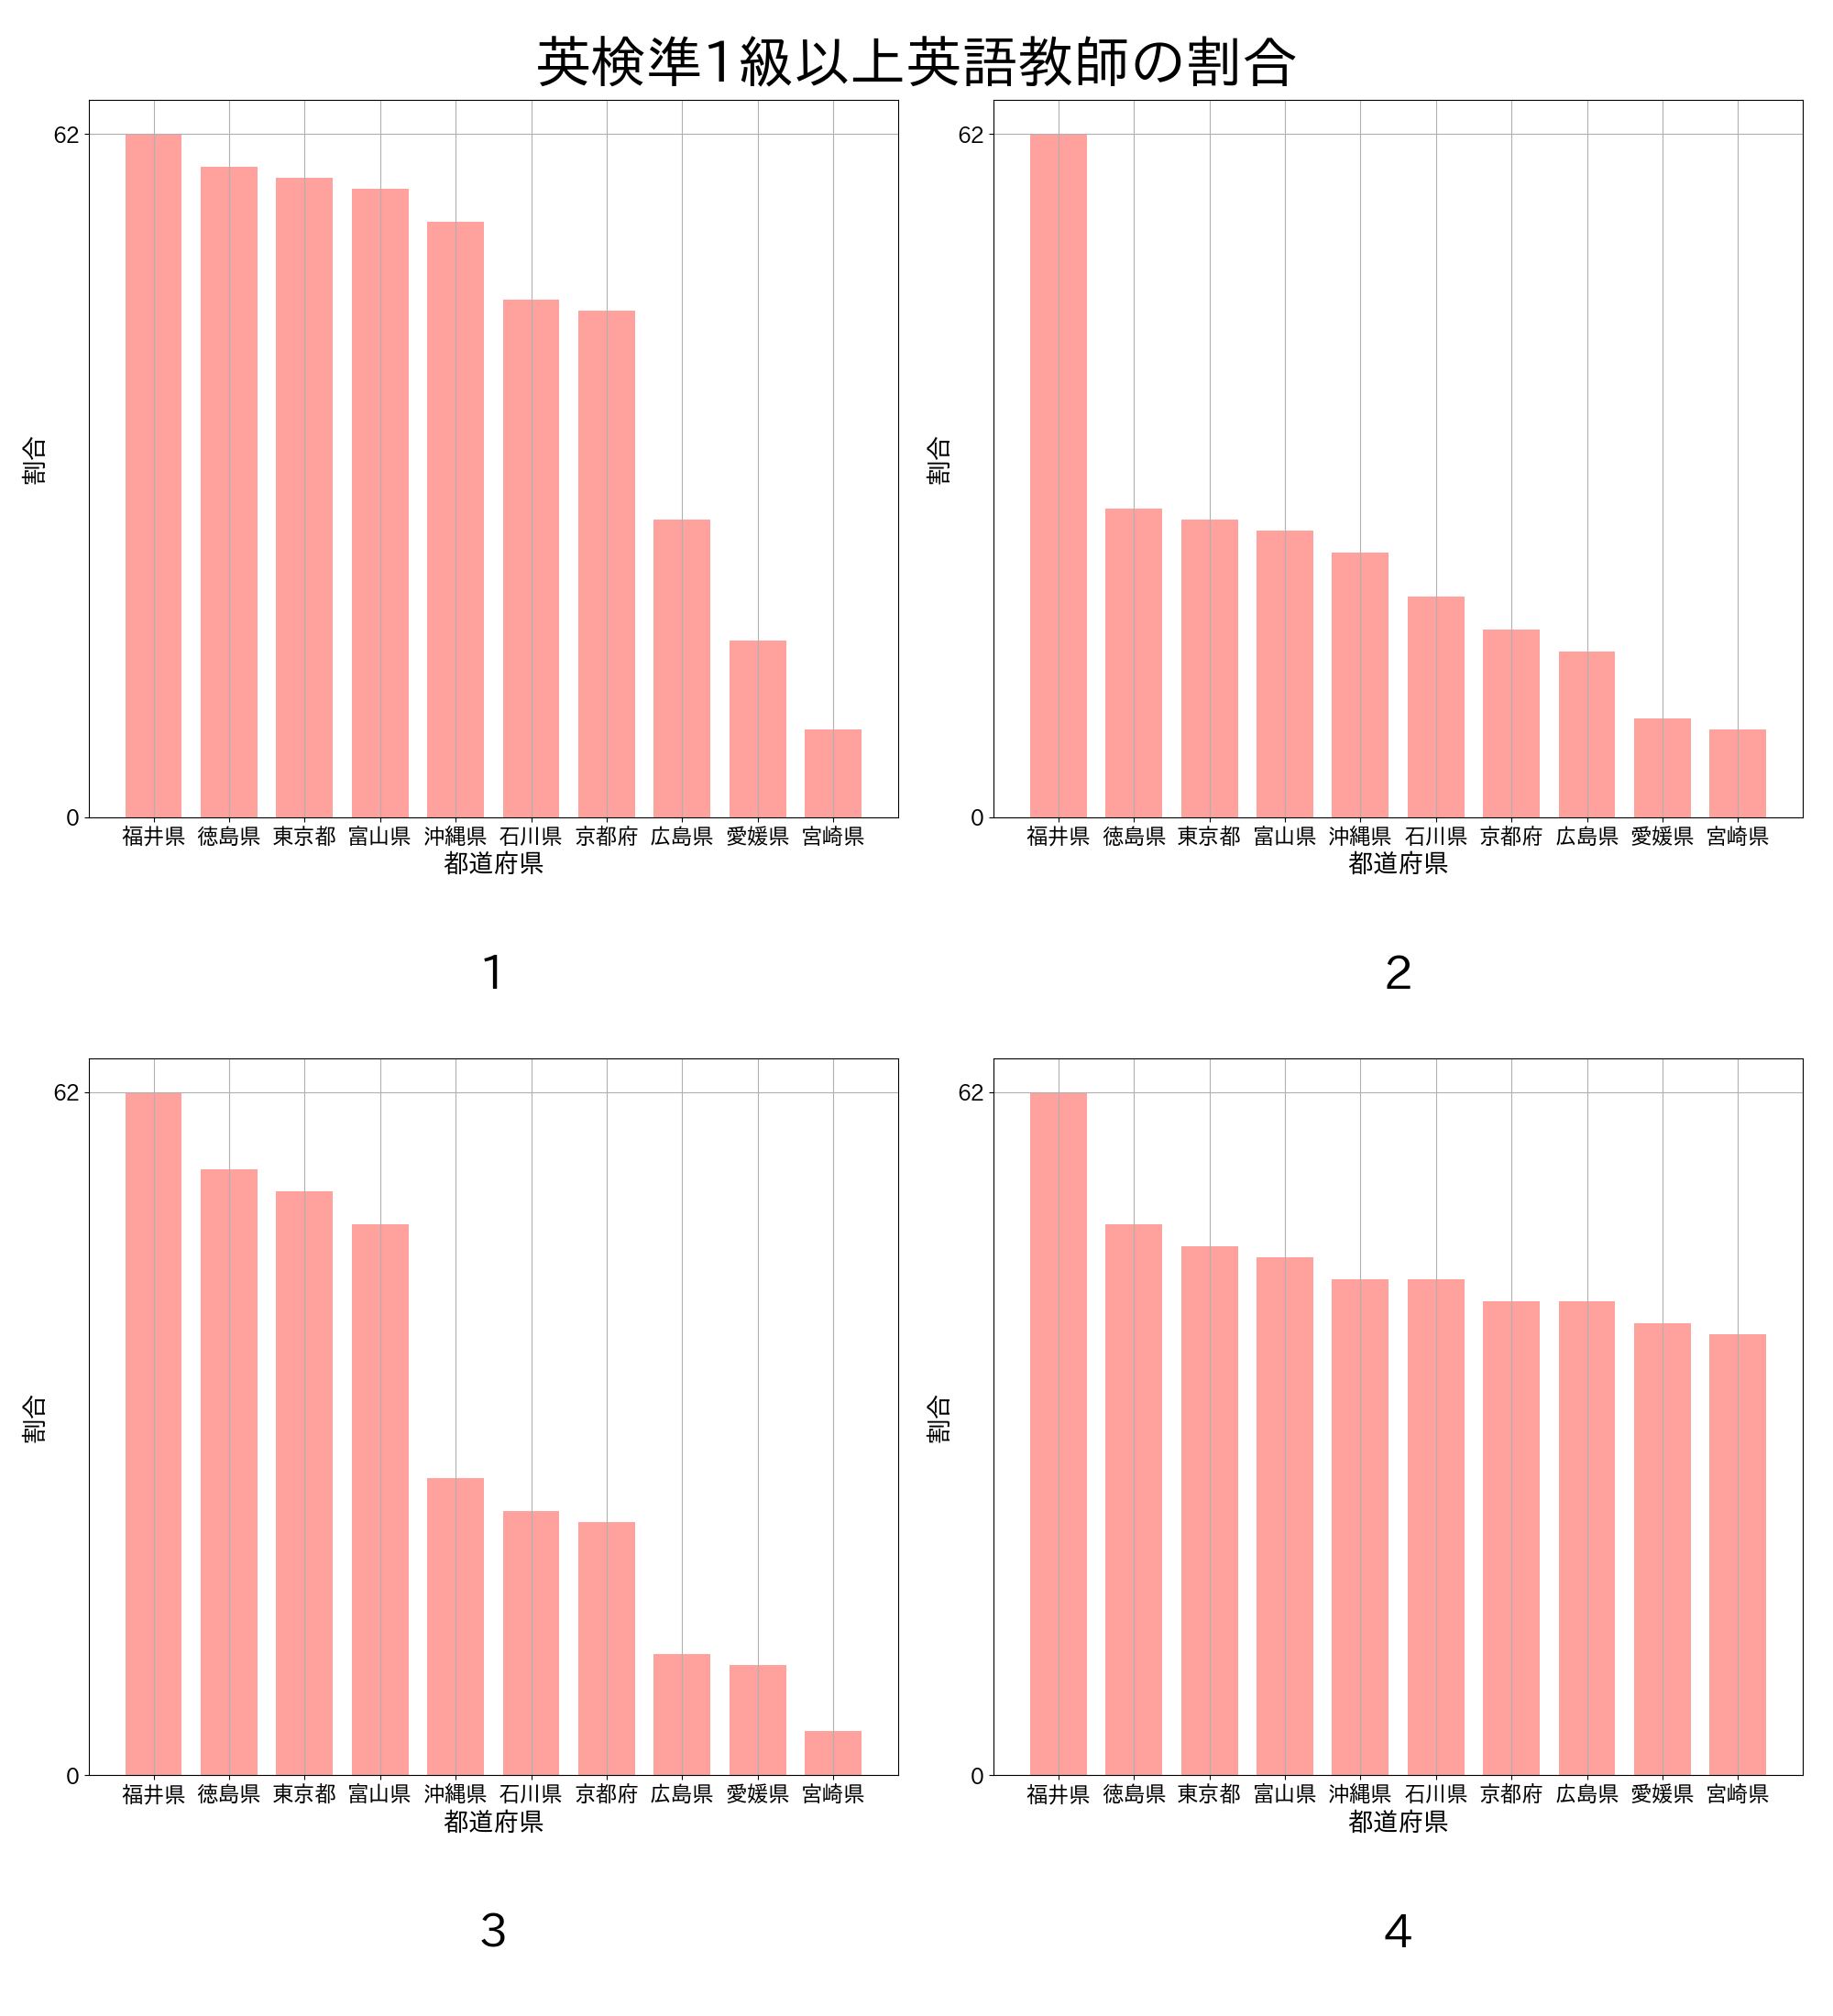 英検準1級以上英語教師の割合
62
0
割合
福井県 徳島県 東京都 富山県 沖縄県 石川県 京都府 広島県 愛媛県 宮崎県
都道府県
1
62
0
割合
福井県 徳島県 東京都 富山県 沖縄県 石川県 京都府 広島県 愛媛県 宮崎県
都道府県
2
62
0
割合
福井県 徳島県 東京都 富山県 沖縄県 石川県 京都府 広島県 愛媛県 宮崎県
都道府県
3
62
0
割合
福井県 徳島県 東京都 富山県 沖縄県 石川県 京都府 広島県 愛媛県 宮崎県
都道府県
4